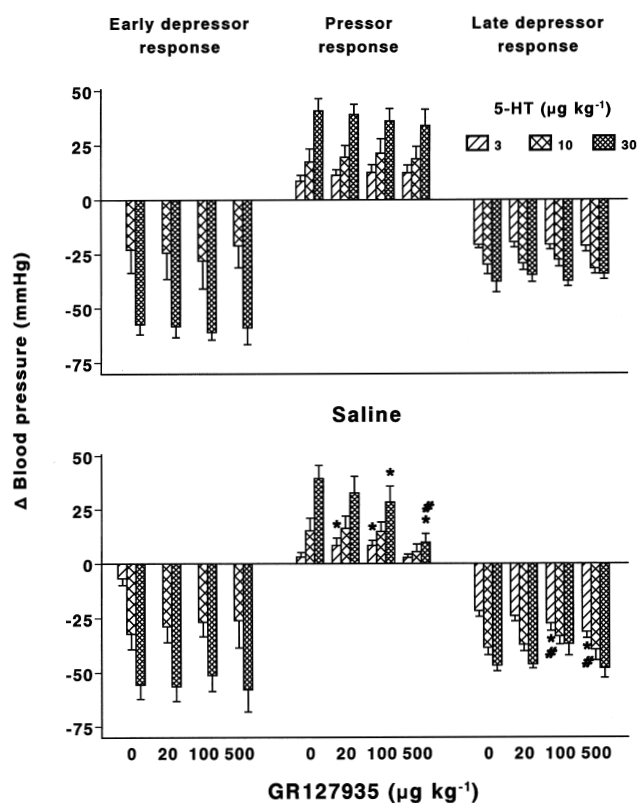 Early depressor response
Pressor response
Late depressor response
5-HT (µg kg⁻¹)
3 10 30
50
25
0
-25
-50
-75
Δ Blood pressure (mmHg)
Saline
50
25
0
-25
-50
-75
* * * * #
* # * #
0 20 100 500 0 20 100 500 0 20 100 500
GR127935 (µg kg⁻¹)